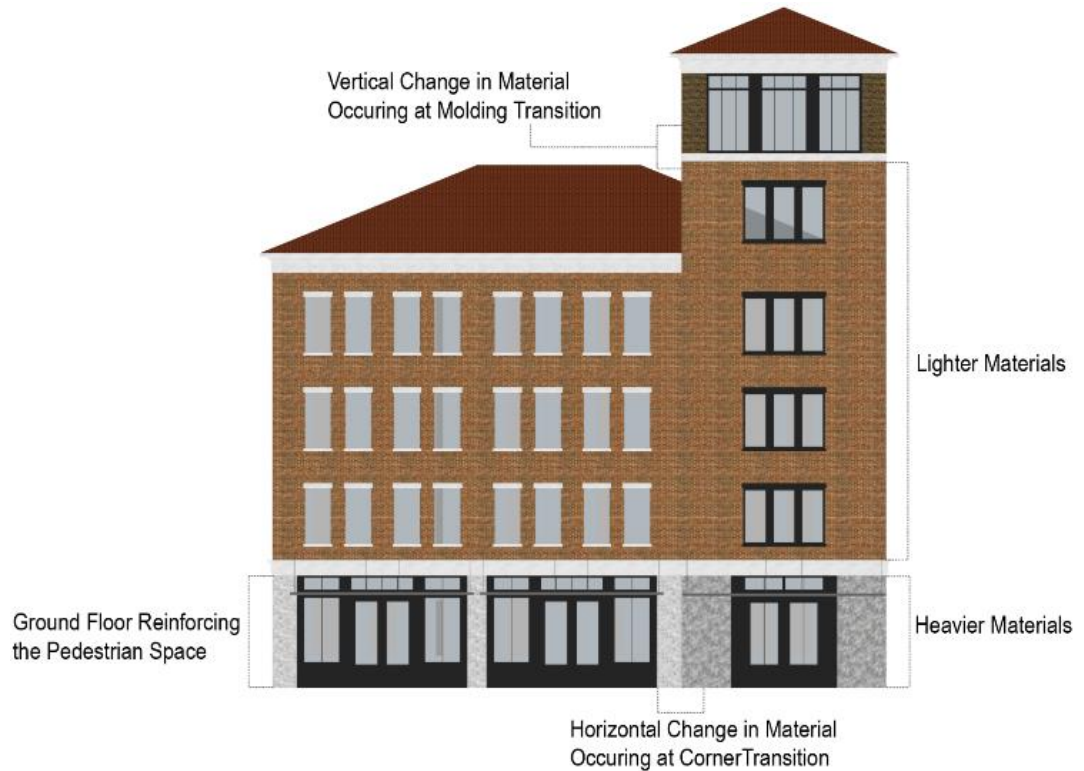 Vertical Change in Material
Occuring at Molding Transition
Lighter Materials
Ground Floor Reinforcing
the Pedestrian Space
Heavier Materials
Horizontal Change in Material
Occuring at CornerTransition